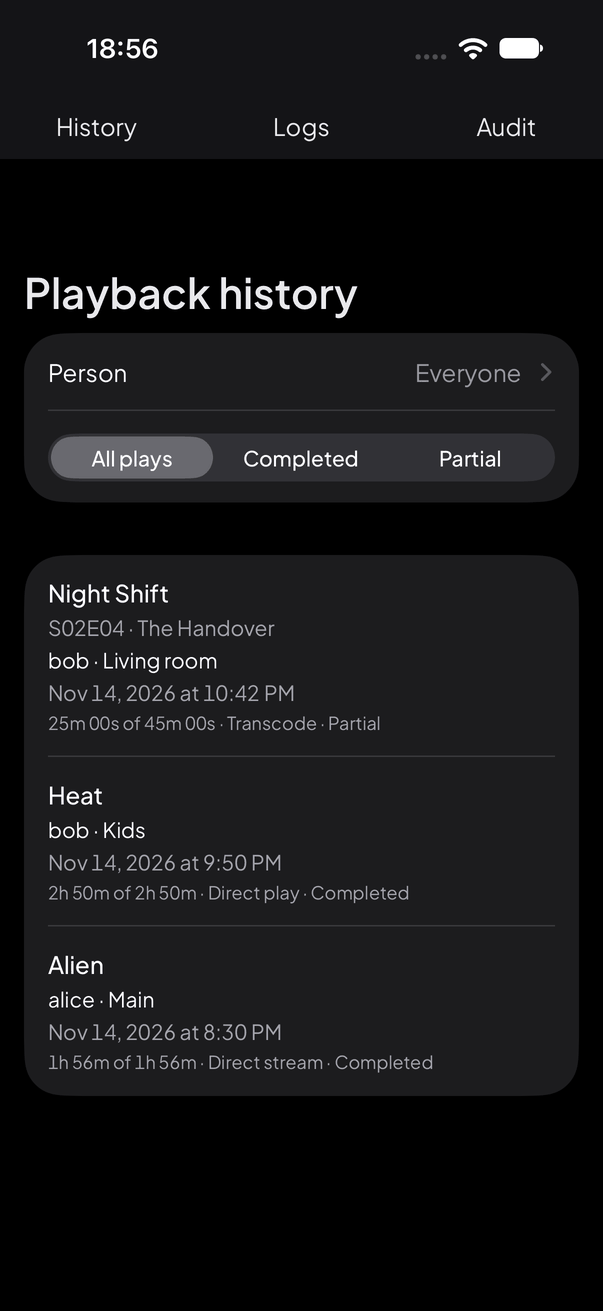 18:56
History Logs Audit
Playback history
Person Everyone
All plays Completed Partial
Night Shift
S02E04 · The Handover
bob · Living room
Nov 14, 2026 at 10:42 PM
25m 00s of 45m 00s · Transcode · Partial
Heat
bob · Kids
Nov 14, 2026 at 9:50 PM
2h 50m of 2h 50m · Direct play · Completed
Alien
alice · Main
Nov 14, 2026 at 8:30 PM
1h 56m of 1h 56m · Direct stream · Completed